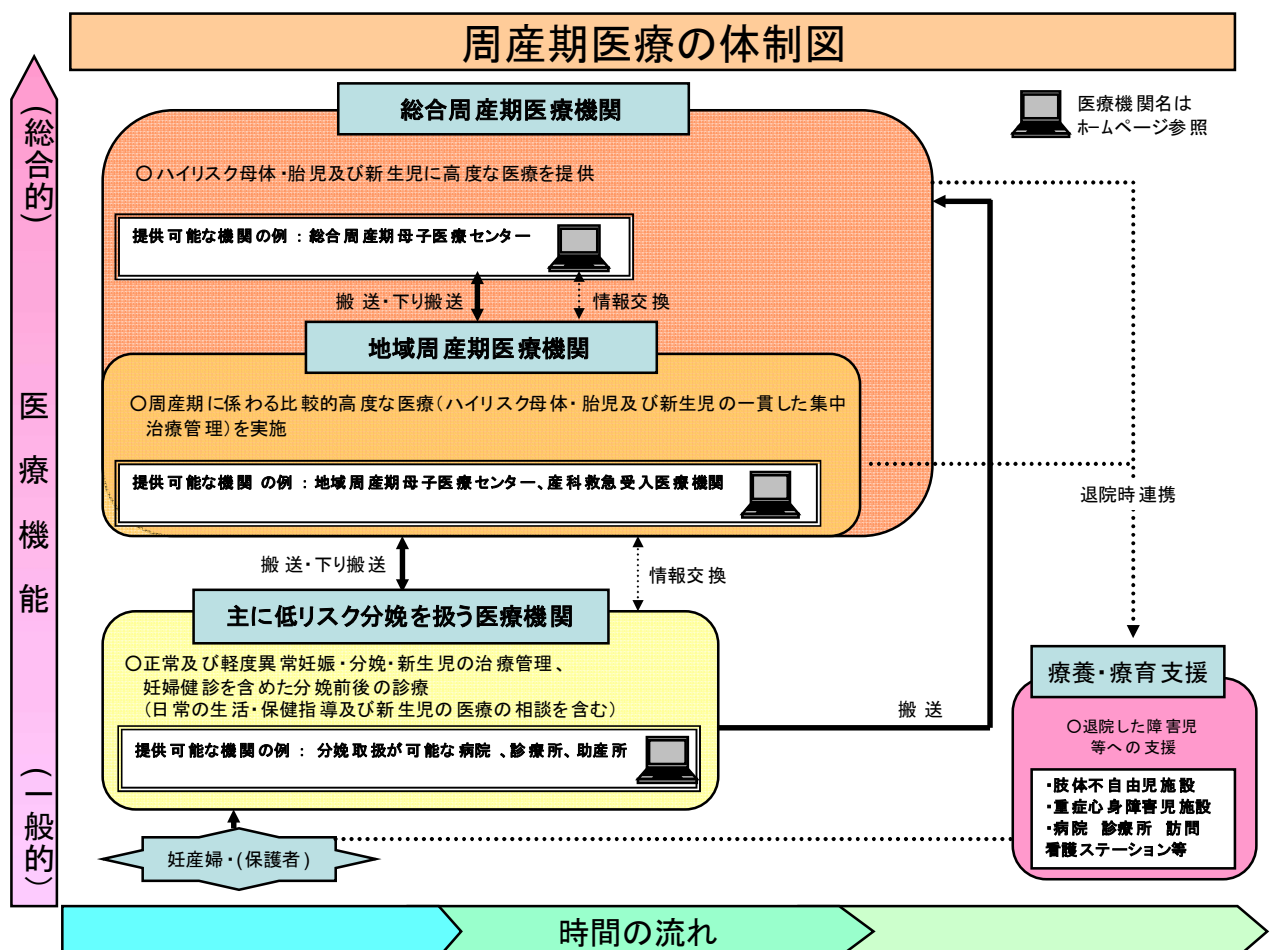 周産期医療の体制図
(総合的)
医療機能
(一般的)
医療機関名は
ホームページ参照
総合周産期医療機関
○ハイリスク母体・胎児及び新生児に高度な医療を提供
提供可能な機関の例 : 総合周産期母子医療センター
搬送・下り搬送
情報交換
地域周産期医療機関
○周産期に係わる比較的高度な医療(ハイリスク母体・胎児及び新生児の一貫した集中
治療管理)を実施
提供可能な機関 の例 : 地域周産期母子医療センター、産科救急受入医療機関
退院時連携
搬送・下り搬送
情報交換
主に低リスク分娩を扱う医療機関
○正常及び軽度異常妊娠・分娩・新生児の治療管理、
妊婦健診を含めた分娩前後の診療
(日常の生活・保健指導及び新生児の医療の相談を含む)
提供可能な機関の例 : 分娩取扱が可能な病院 、診療所、助産所
搬送
療養・療育支援
○退院した障害児
等への支援
・肢体不自由児施設
・重症心身障害児施設
・病院 診療所 訪問
看護ステーション等
妊産婦・(保護者)
時間の流れ